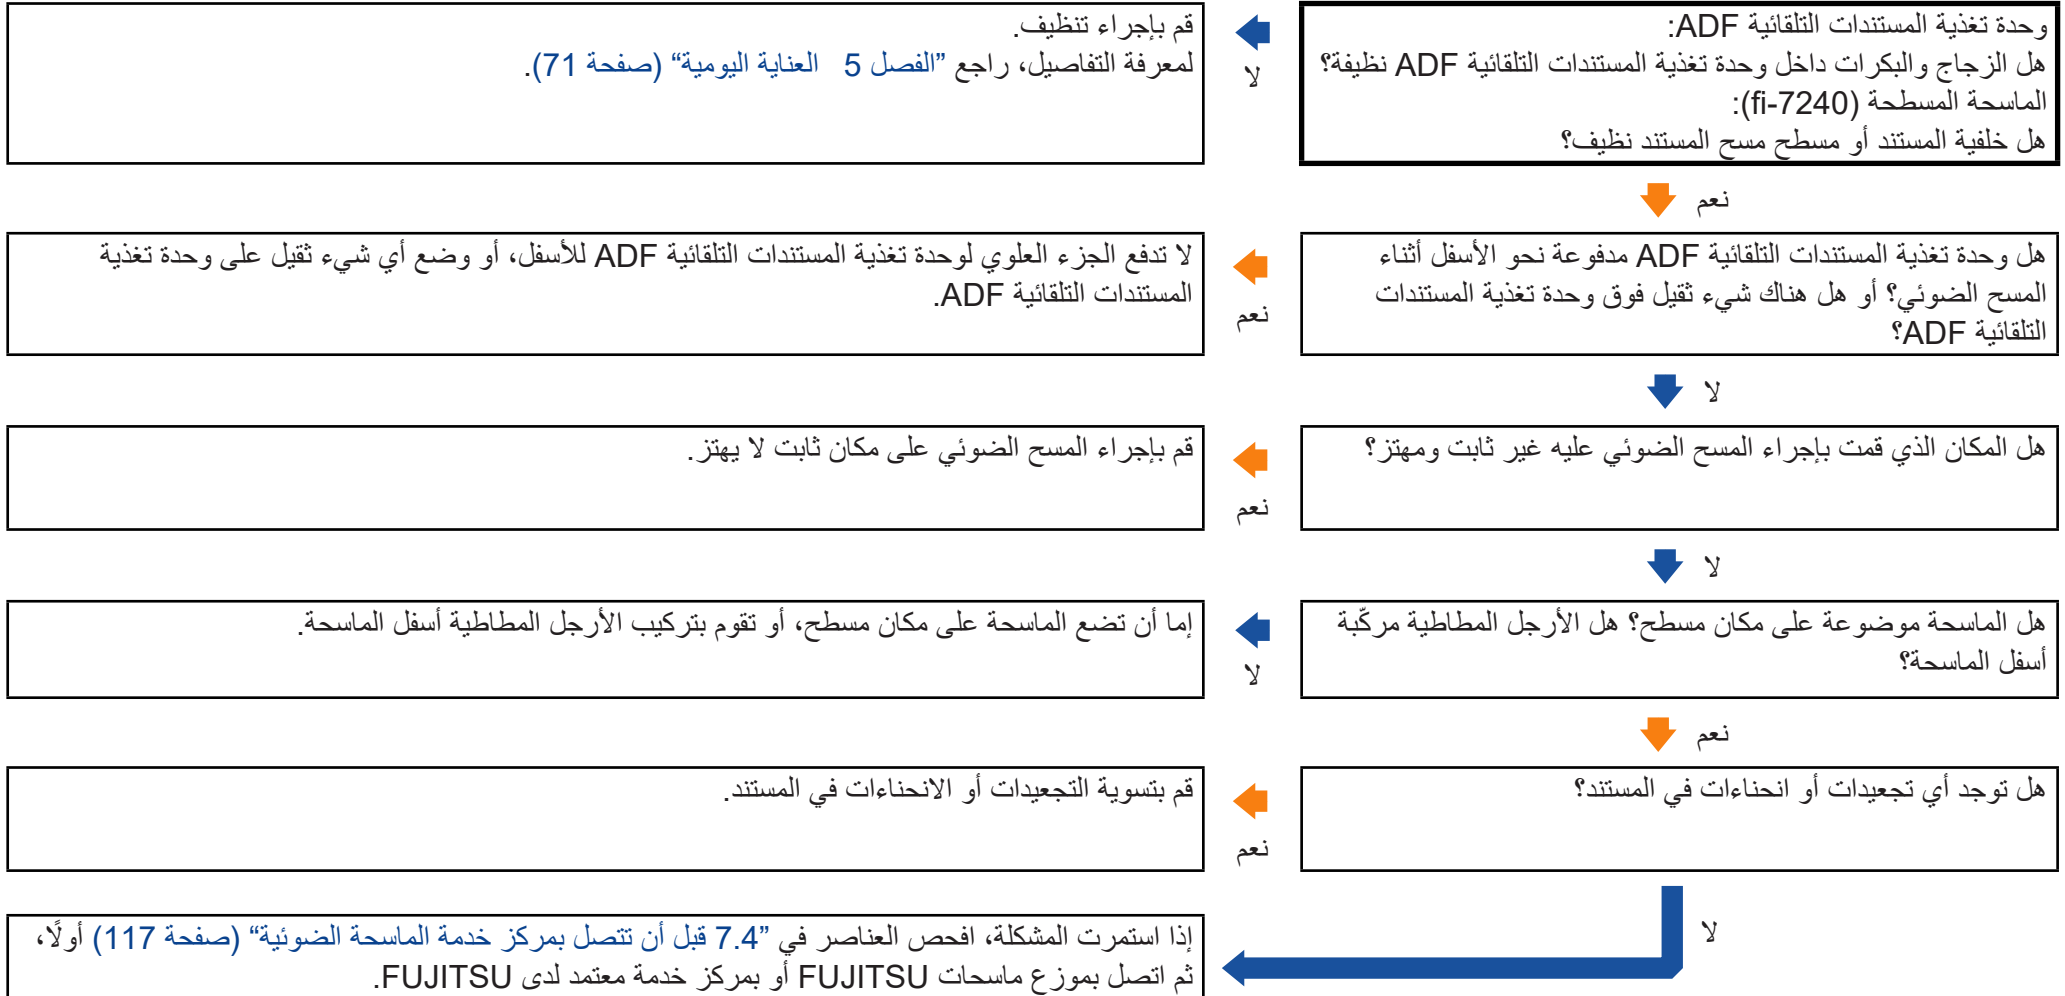 وحدة تغذية المستندات التلقائية ADF:
هل الزجاج والبكرات داخل وحدة تغذية المستندات التلقائية ADF نظيفة؟
الماسحة المسطحة (fi-7240):
هل خلفية المستند أو مسطح مسح المستند نظيف؟
لا
قم بإجراء تنظيف.
لمعرفة التفاصيل، راجع "الفصل 5 العناية اليومية" (صفحة 71).
نعم
هل وحدة تغذية المستندات التلقائية ADF مدفوعة نحو الأسفل أثناء
المسح الضوئي؟ أو هل هناك شيء ثقيل فوق وحدة تغذية المستندات
التلقائية ADF؟
نعم
لا تدفع الجزء العلوي لوحدة تغذية المستندات التلقائية ADF للأسفل، أو وضع أي شيء ثقيل على وحدة تغذية
المستندات التلقائية ADF.
لا
هل المكان الذي قمت بإجراء المسح الضوئي عليه غير ثابت ومهتز؟
نعم
قم بإجراء المسح الضوئي على مكان ثابت لا يهتز.
لا
هل الماسحة موضوعة على مكان مسطح؟ هل الأرجل المطاطية مركّبة
أسفل الماسحة؟
لا
إما أن تضع الماسحة على مكان مسطح، أو تقوم بتركيب الأرجل المطاطية أسفل الماسحة.
نعم
هل توجد أي تجعيدات أو انحناءات في المستند؟
نعم
قم بتسوية التجعيدات أو الانحناءات في المستند.
لا
إذا استمرت المشكلة، افحص العناصر في "7.4 قبل أن تتصل بمركز خدمة الماسحة الضوئية" (صفحة 117) أولًا،
ثم اتصل بموزع ماسحات FUJITSU أو بمركز خدمة معتمد لدى FUJITSU.